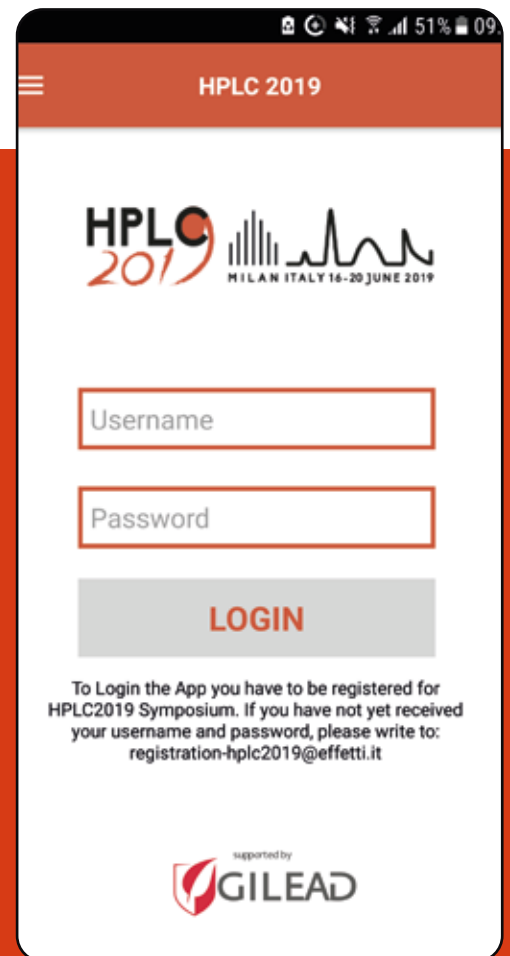 51% 09.
HPLC 2019
HPLC
2019
MILAN ITALY 16-20 JUNE 2019
Username
Password
LOGIN
To Login the App you have to be registered for
HPLC2019 Symposium. If you have not yet received
your username and password, please write to:
registration-hplc2019@effetti.it
supported by
GILEAD